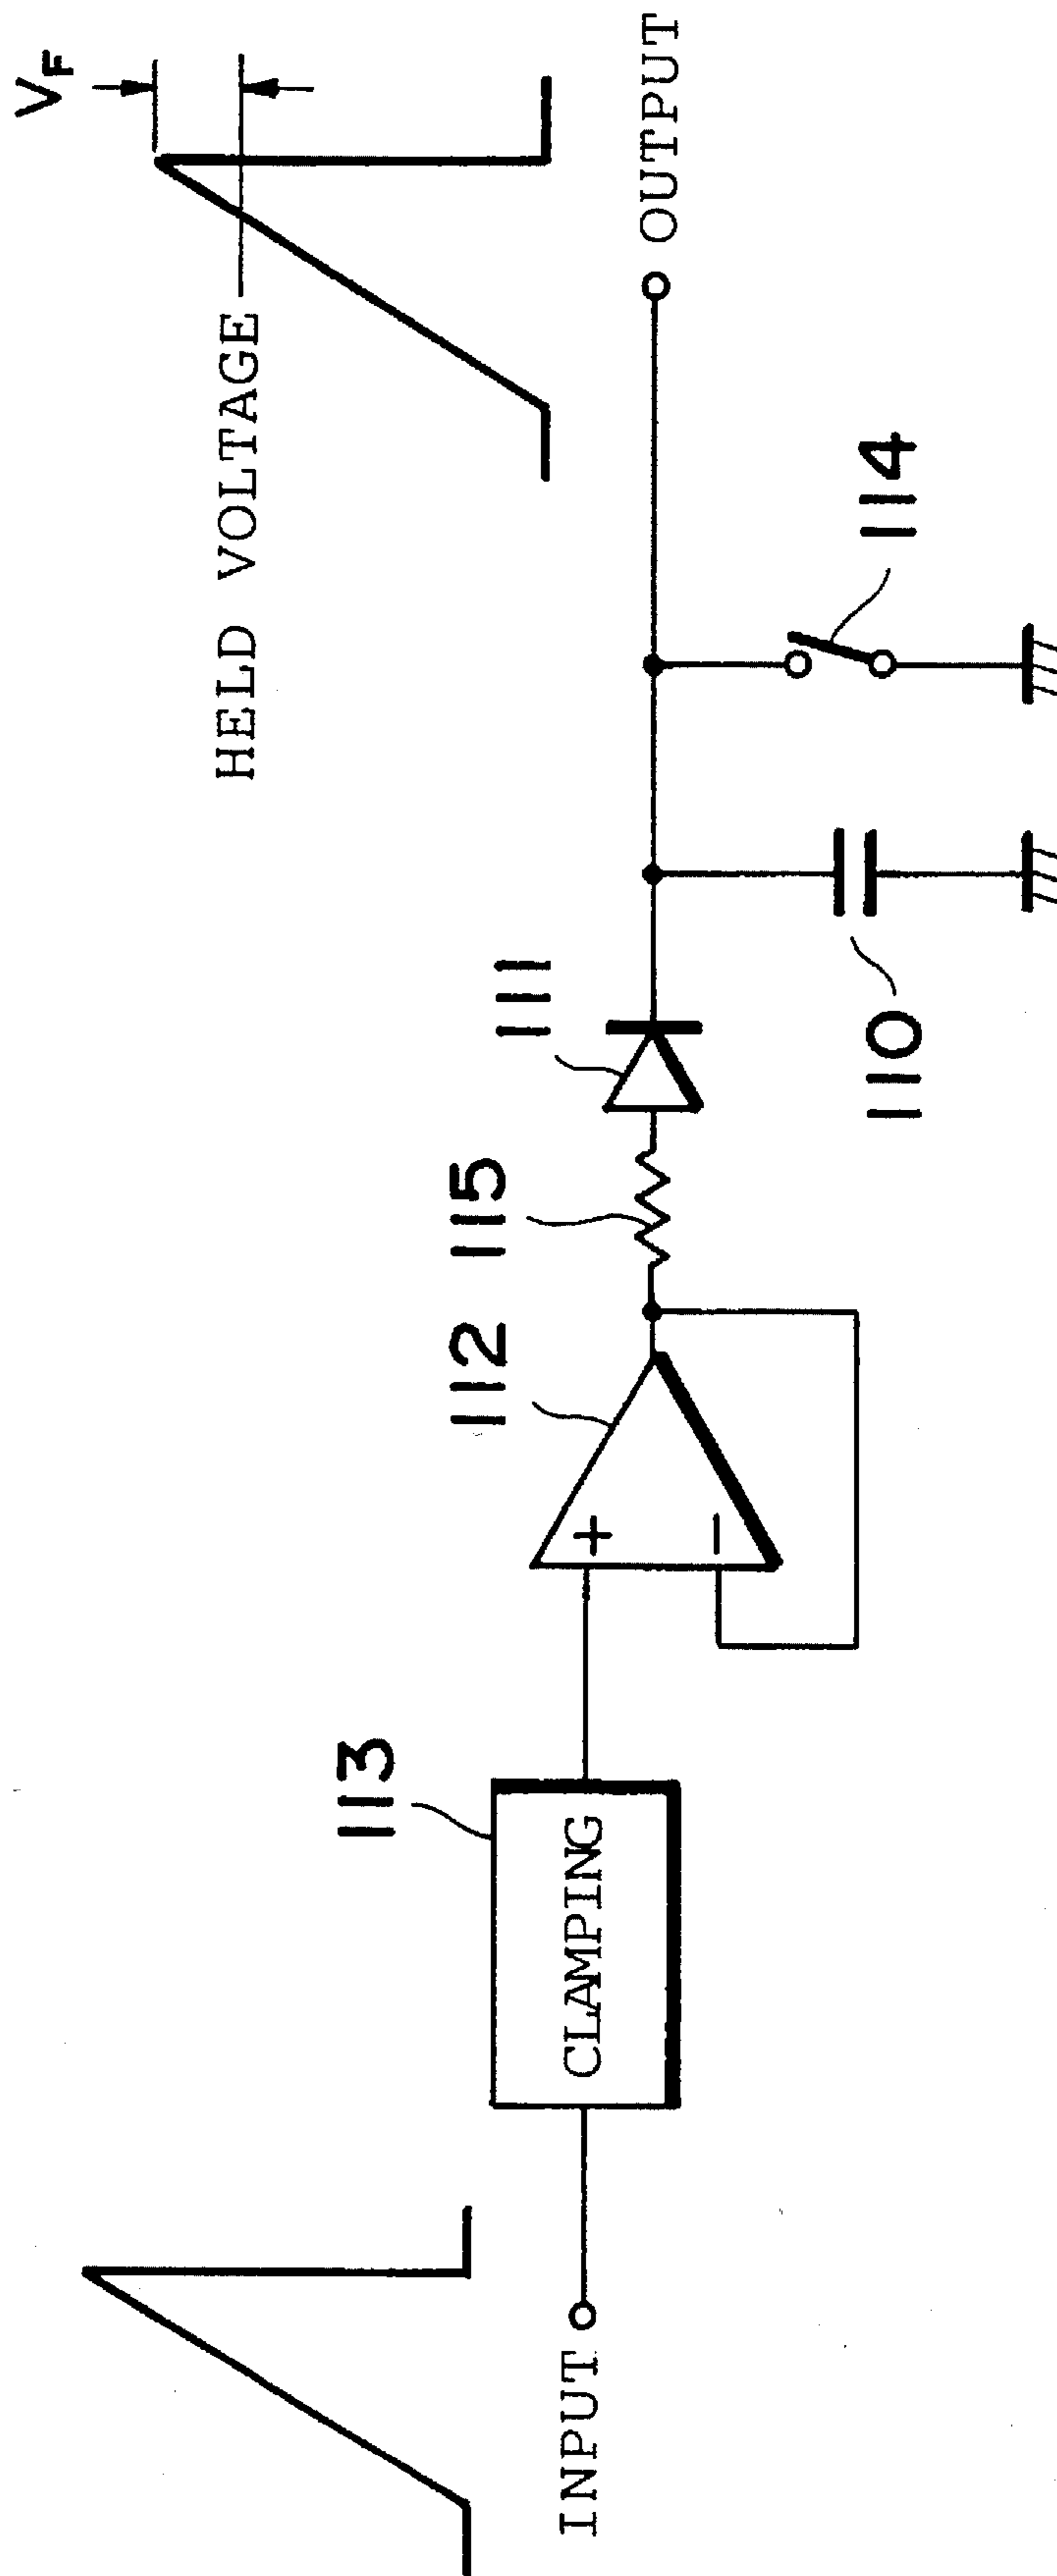 VF
HELD VOLTAGE
INPUT
113
CLAMPING
+
−
112
115
111
110
114
OUTPUT